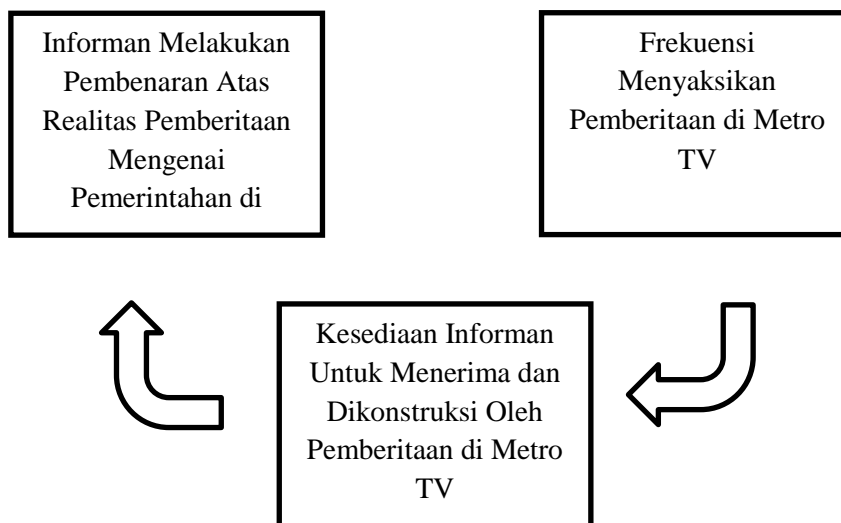 Informan Melakukan
Pembenaran Atas
Realitas Pemberitaan
Mengenai
Pemerintahan di
Frekuensi
Menyaksikan
Pemberitaan di Metro
TV
Kesediaan Informan
Untuk Menerima dan
Dikonstruksi Oleh
Pemberitaan di Metro
TV